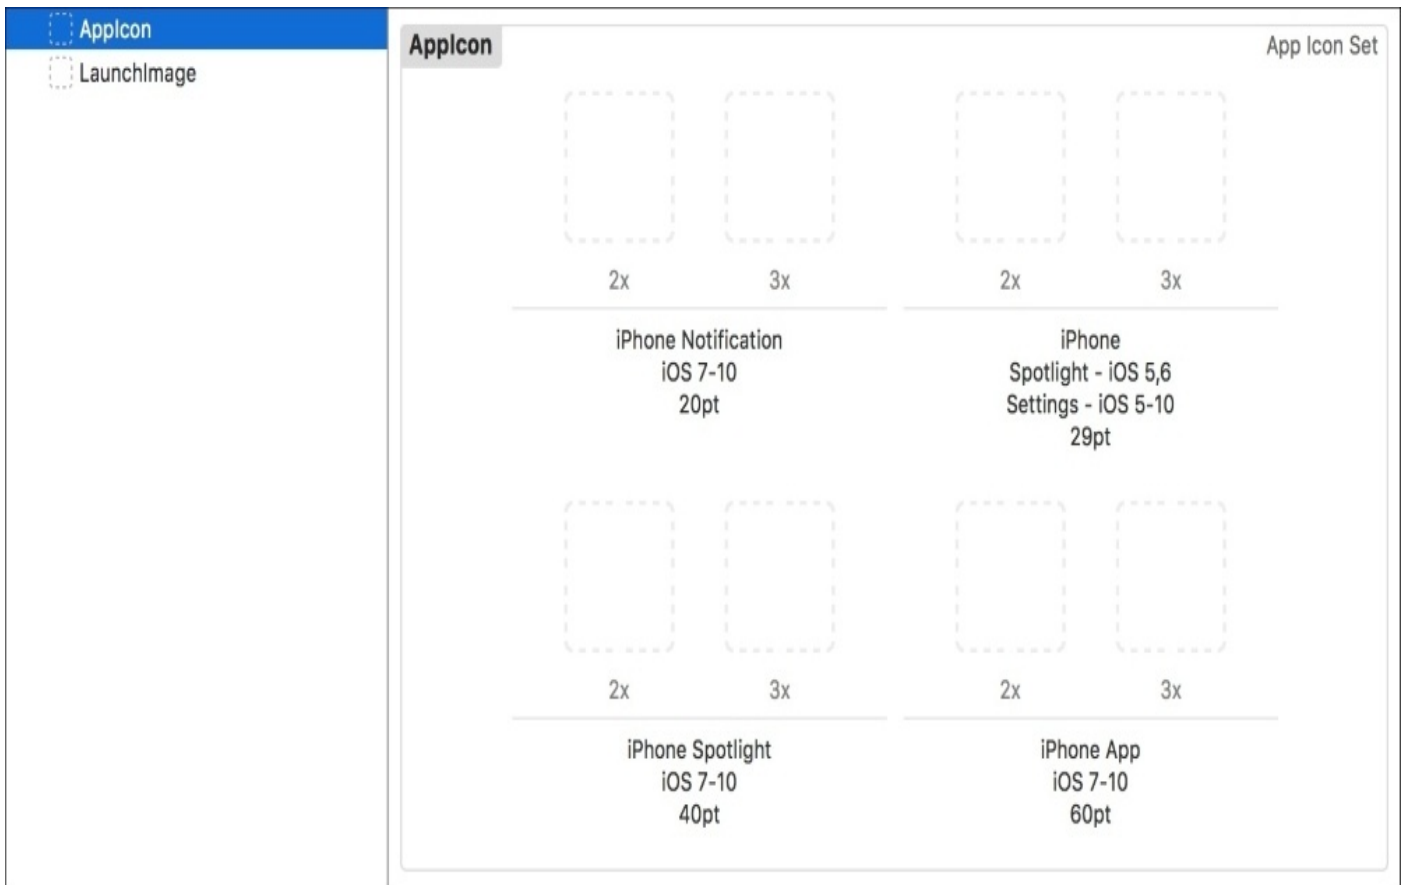 AppIcon
LaunchImage
AppIcon
App Icon Set
2x 3x
iPhone Notification
iOS 7-10
20pt
2x 3x
iPhone
Spotlight - iOS 5,6
Settings - iOS 5-10
29pt
2x 3x
iPhone Spotlight
iOS 7-10
40pt
2x 3x
iPhone App
iOS 7-10
60pt